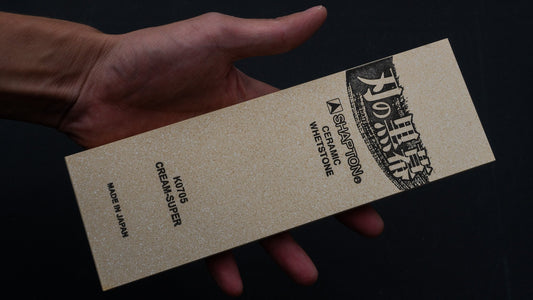 刃の黒幕
SHAPTON®
CERAMIC
WHETSTONE
K0705
CREAM-SUPER
MADE IN JAPAN